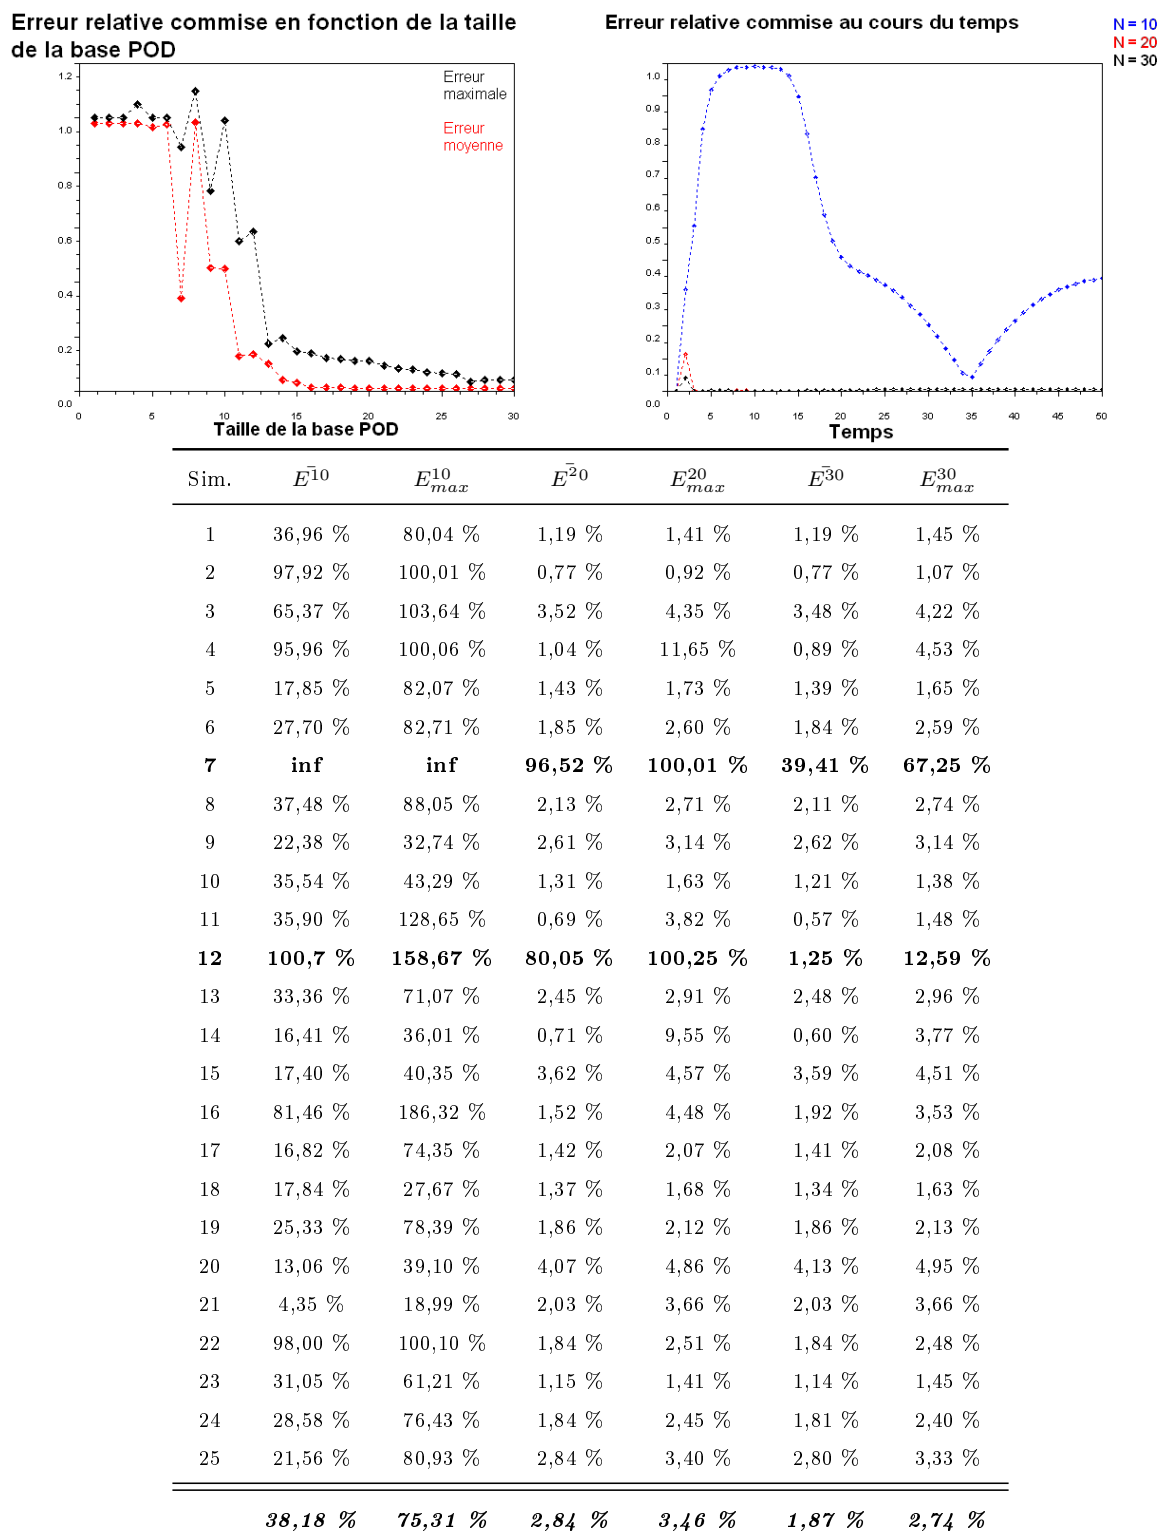 Erreur relative commise en fonction de la taille
de la base POD
Erreur
maximale
Erreur
moyenne
1.2
1.0
0.8
0.6
0.4
0.2
0.0
0 5 10 15 20 25 30
Taille de la base POD
Erreur relative commise au cours du temps
N = 10
N = 20
N = 30
1.0
0.9
0.8
0.7
0.6
0.5
0.4
0.3
0.2
0.1
0.0
0 5 10 15 20 25 30 35 40 45 50
Temps
Sim. E^10 E^10_max E^20 E^20_max E^30 E^30_max
1 36,96 % 80,04 % 1,19 % 1,41 % 1,19 % 1,45 %
2 97,92 % 100,01 % 0,77 % 0,92 % 0,77 % 1,07 %
3 65,37 % 103,64 % 3,52 % 4,35 % 3,48 % 4,22 %
4 95,96 % 100,06 % 1,04 % 11,65 % 0,89 % 4,53 %
5 17,85 % 82,07 % 1,43 % 1,73 % 1,39 % 1,65 %
6 27,70 % 82,71 % 1,85 % 2,60 % 1,84 % 2,59 %
7 inf inf 96,52 % 100,01 % 39,41 % 67,25 %
8 37,48 % 88,05 % 2,13 % 2,71 % 2,11 % 2,74 %
9 22,38 % 32,74 % 2,61 % 3,14 % 2,62 % 3,14 %
10 35,54 % 43,29 % 1,31 % 1,63 % 1,21 % 1,38 %
11 35,90 % 128,65 % 0,69 % 3,82 % 0,57 % 1,48 %
12 100,7 % 158,67 % 80,05 % 100,25 % 1,25 % 12,59 %
13 33,36 % 71,07 % 2,45 % 2,91 % 2,48 % 2,96 %
14 16,41 % 36,01 % 0,71 % 9,55 % 0,60 % 3,77 %
15 17,40 % 40,35 % 3,62 % 4,57 % 3,59 % 4,51 %
16 81,46 % 186,32 % 1,52 % 4,48 % 1,92 % 3,53 %
17 16,82 % 74,35 % 1,42 % 2,07 % 1,41 % 2,08 %
18 17,84 % 27,67 % 1,37 % 1,68 % 1,34 % 1,63 %
19 25,33 % 78,39 % 1,86 % 2,12 % 1,86 % 2,13 %
20 13,06 % 39,10 % 4,07 % 4,86 % 4,13 % 4,95 %
21 4,35 % 18,99 % 2,03 % 3,66 % 2,03 % 3,66 %
22 98,00 % 100,10 % 1,84 % 2,51 % 1,84 % 2,48 %
23 31,05 % 61,21 % 1,15 % 1,41 % 1,14 % 1,45 %
24 28,58 % 76,43 % 1,84 % 2,45 % 1,81 % 2,40 %
25 21,56 % 80,93 % 2,84 % 3,40 % 2,80 % 3,33 %
38,18 % 75,31 % 2,84 % 3,46 % 1,87 % 2,74 %